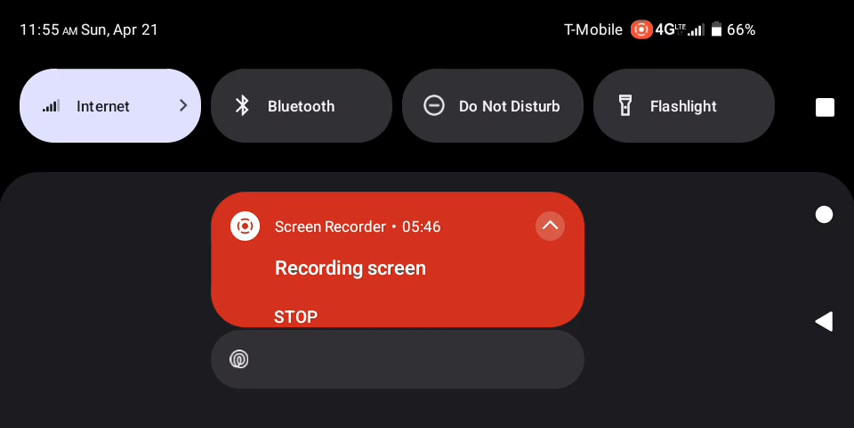 11:55 AM Sun, Apr 21
T-Mobile 4G LTE 66%
Internet
Bluetooth
Do Not Disturb
Flashlight
Screen Recorder • 05:46
Recording screen
STOP